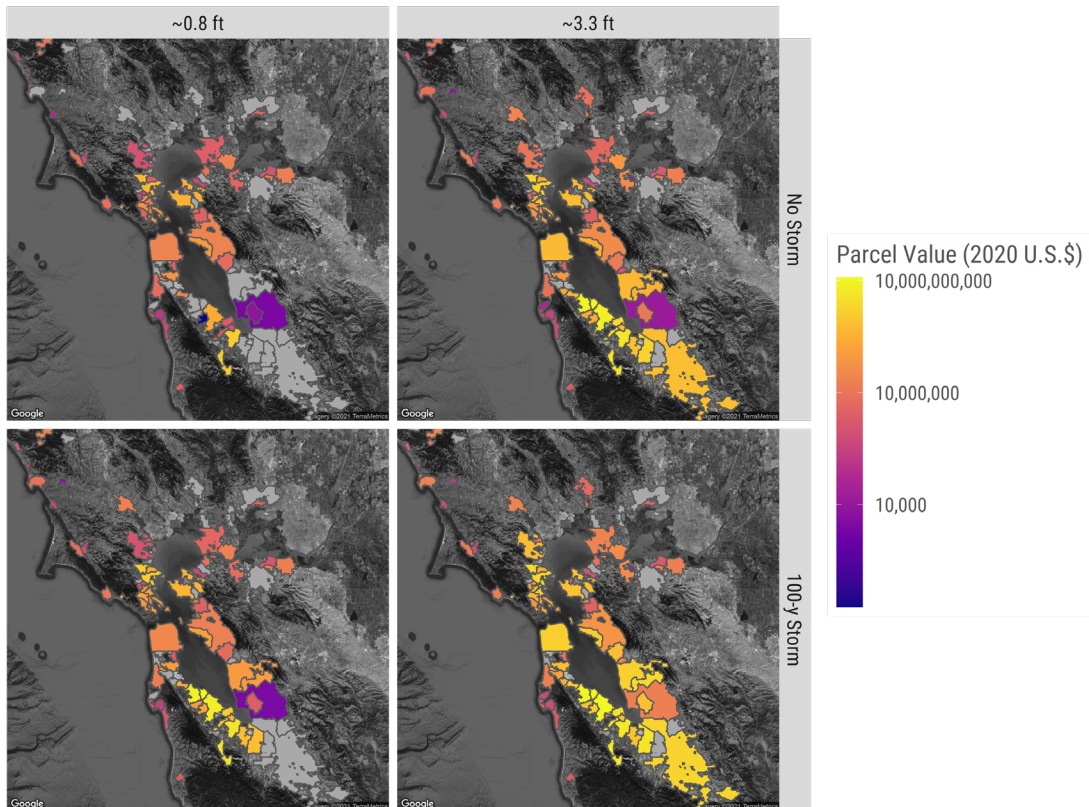 ~0.8 ft
~3.3 ft
No Storm
Google
Imagery ©2021 TerraMetrics
Google
Imagery ©2021 TerraMetrics
Parcel Value (2020 U.S.$)
10,000,000,000
10,000,000
10,000
100-y Storm
Google
Google